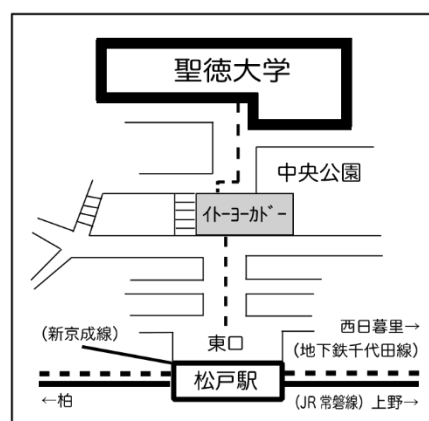 聖徳大学
中央公園
ｲﾄｰﾖｰｶﾄﾞｰ
東口
西日暮里→
(新京成線)
(地下鉄千代田線)
松戸駅
←柏
(JR 常磐線) 上野→